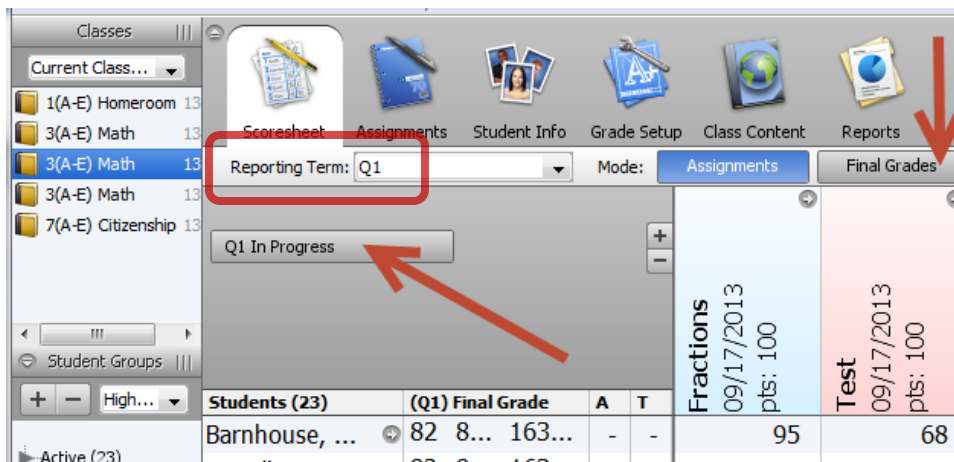 Classes
Current Class...
1(A-E) Homeroom 13
3(A-E) Math 13
3(A-E) Math 13
3(A-E) Math 13
7(A-E) Citizenship 13
Student Groups
High...
Active (23)
Scoresheet
Assignments
Student Info
Grade Setup
Class Content
Reports
Reporting Term: Q1
Mode: Assignments Final Grades
Q1 In Progress
Fractions
09/17/2013
pts: 100
Test
09/17/2013
pts: 100
Students (23) (Q1) Final Grade A T
Barnhouse, ... 82 8... 163... - - 95 68